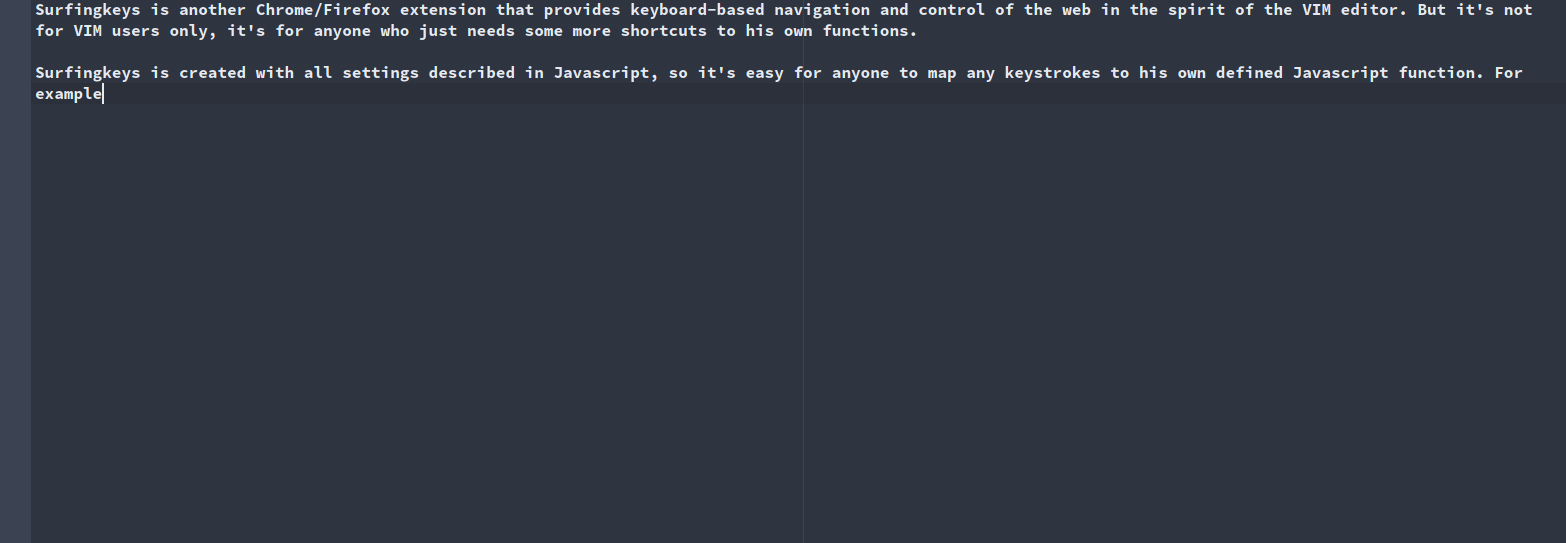 Surfingkeys is another Chrome/Firefox extension that provides keyboard-based navigation and control of the web in the spirit of the VIM editor. But it's not
for VIM users only, it's for anyone who just needs some more shortcuts to his own functions.
Surfingkeys is created with all settings described in Javascript, so it's easy for anyone to map any keystrokes to his own defined Javascript function. For
example